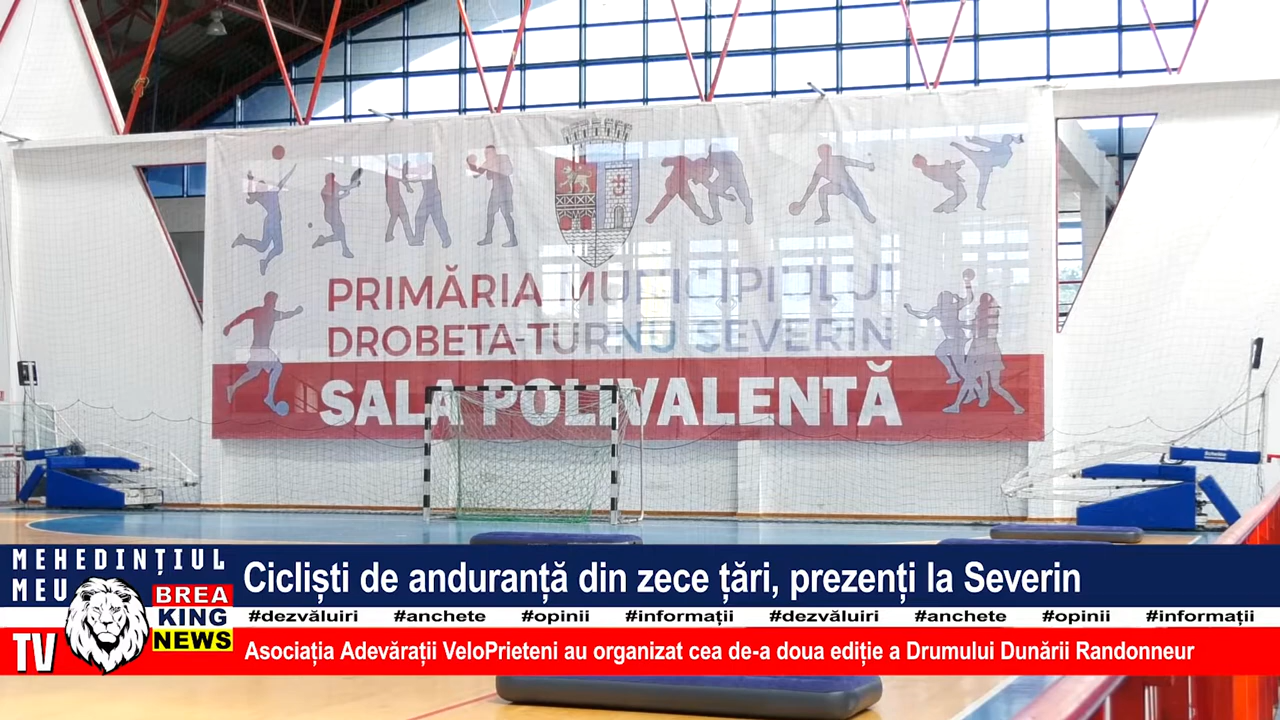 PRIMĂRIA MUNICIPIULUI
DROBETA-TURNU SEVERIN
SALA POLIVALENTĂ
MEHEDINȚIUL
MEU
TV
BREA
KING
NEWS
Cicliști de anduranță din zece țări, prezenți la Severin
#dezvăluiri #anchete #opinii #informații #dezvăluiri #anchete #opinii #informații
Asociația Adevărații VeloPrieteni au organizat cea de-a doua ediție a Drumului Dunării Randonneur